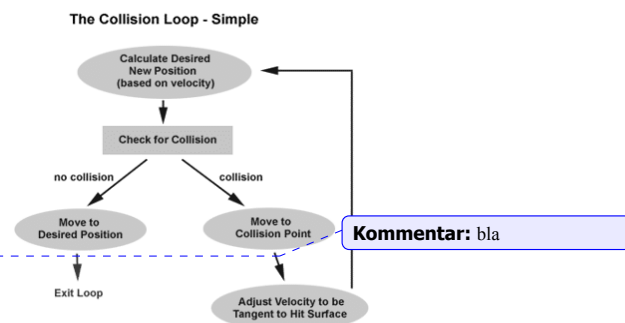 The Collision Loop - Simple
Calculate Desired
New Position
(based on velocity)
Check for Collision
no collision
collision
Move to
Desired Position
Move to
Collision Point
Kommentar: bla
Exit Loop
Adjust Velocity to be
Tangent to Hit Surface